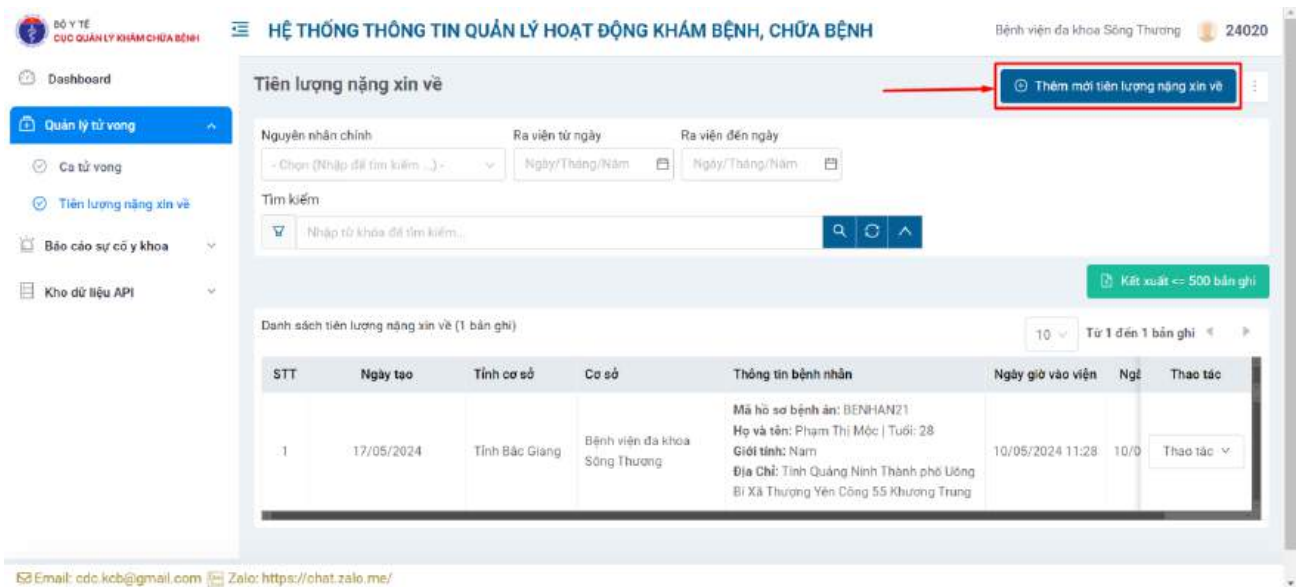 BỘ Y TẾ
CỤC QUẢN LÝ KHÁM CHỮA BỆNH
HỆ THỐNG THÔNG TIN QUẢN LÝ HOẠT ĐỘNG KHÁM BỆNH, CHỮA BỆNH
Bệnh viện đa khoa Sông Thương
24020
Dashboard
Quản lý tử vong
Ca tử vong
Tiên lượng nặng xin về
Báo cáo sự cố y khoa
Kho dữ liệu API
Tiên lượng nặng xin về
Thêm mới tiên lượng nặng xin về
Nguyên nhân chính
Ra viện từ ngày
Ra viện đến ngày
- Chọn (Nhập để tìm kiếm ...) -
Ngày/Tháng/Năm
Ngày/Tháng/Năm
Tìm kiếm
Nhập từ khóa để tìm kiếm...
Kết xuất <= 500 bản ghi
Danh sách tiên lượng nặng xin về (1 bản ghi)
10
Từ 1 đến 1 bản ghi
STT
Ngày tạo
Tỉnh cơ sở
Cơ sở
Thông tin bệnh nhân
Ngày giờ vào viện
Ngà
Thao tác
1
17/05/2024
Tỉnh Bắc Giang
Bệnh viện đa khoa
Sông Thương
Mã hồ sơ bệnh án: BENHAN21
Họ và tên: Phạm Thị Mộc | Tuổi: 28
Giới tính: Nam
Địa Chỉ: Tỉnh Quảng Ninh Thành phố Uông
Bí Xã Thượng Yên Công 55 Khương Trung
10/05/2024 11:28
10/0
Thao tác
Email: cdc.kcb@gmail.com
Zalo: https://chat.zalo.me/